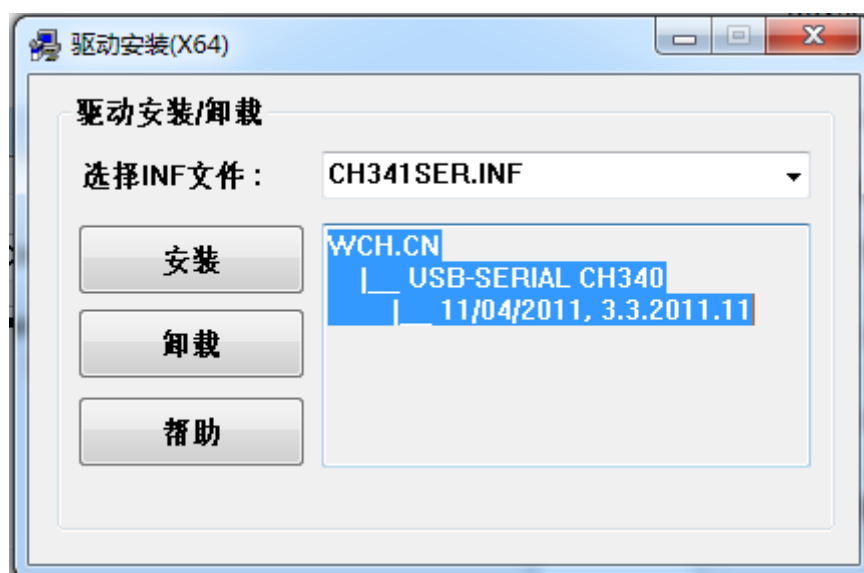 驱动安装(X64)
驱动安装/卸载
选择INF文件：
CH341SER.INF
安装
WCH.CN
|__ USB-SERIAL CH340
|__ 11/04/2011, 3.3.2011.11
卸载
帮助